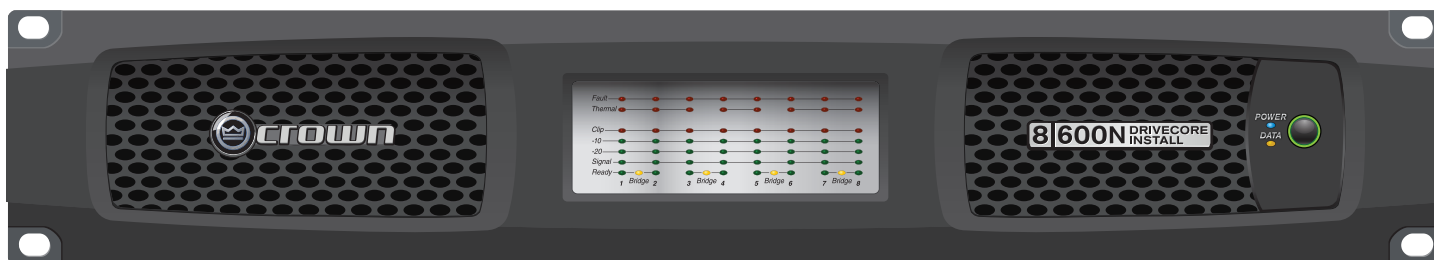 crown
Fault
Thermal
Clip
-10
-20
Signal
Ready
1 Bridge 2 3 Bridge 4 5 Bridge 6 7 Bridge 8
8|600N DRIVECORE
INSTALL
POWER
DATA